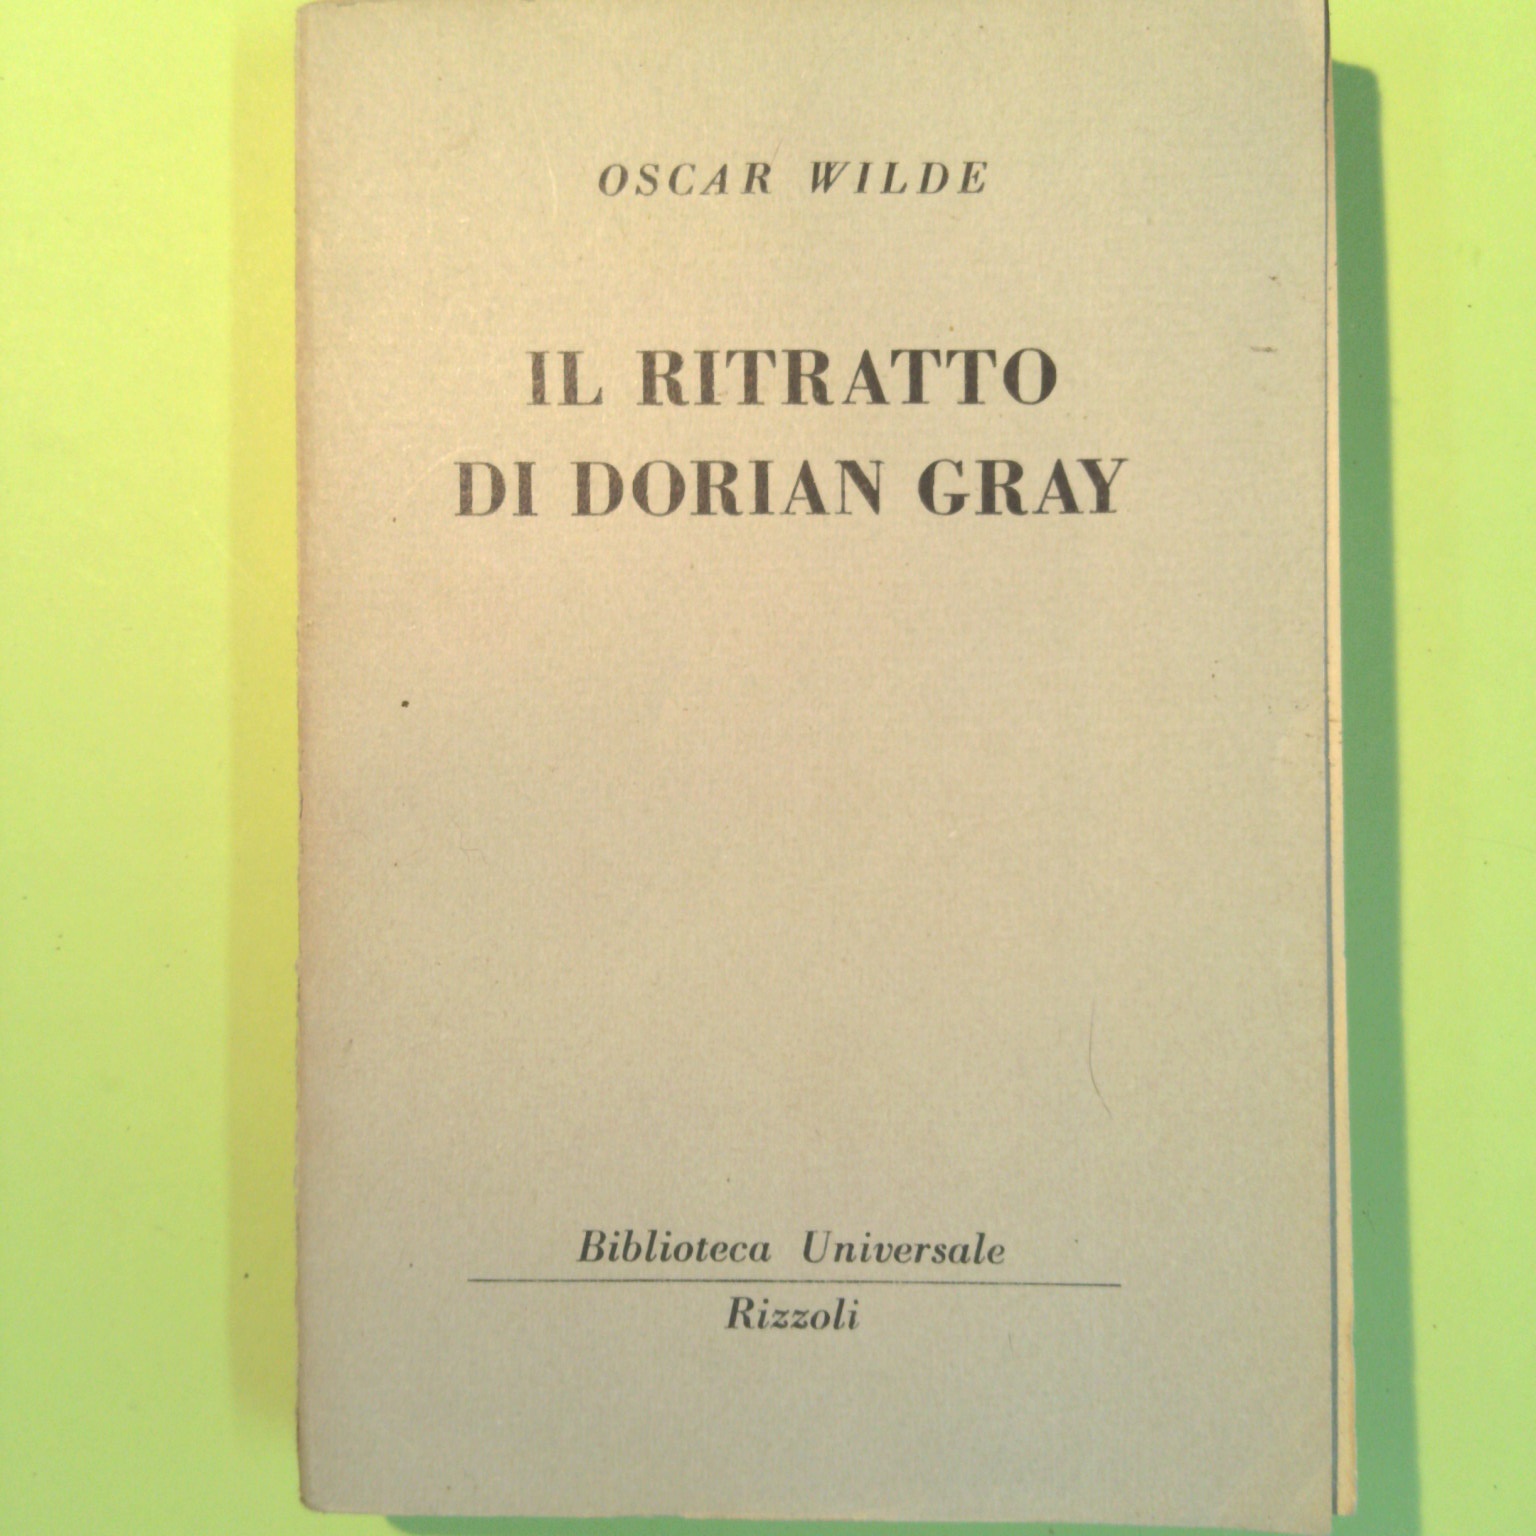 OSCAR WILDE
IL RITRATTO
DI DORIAN GRAY
Biblioteca Universale
Rizzoli